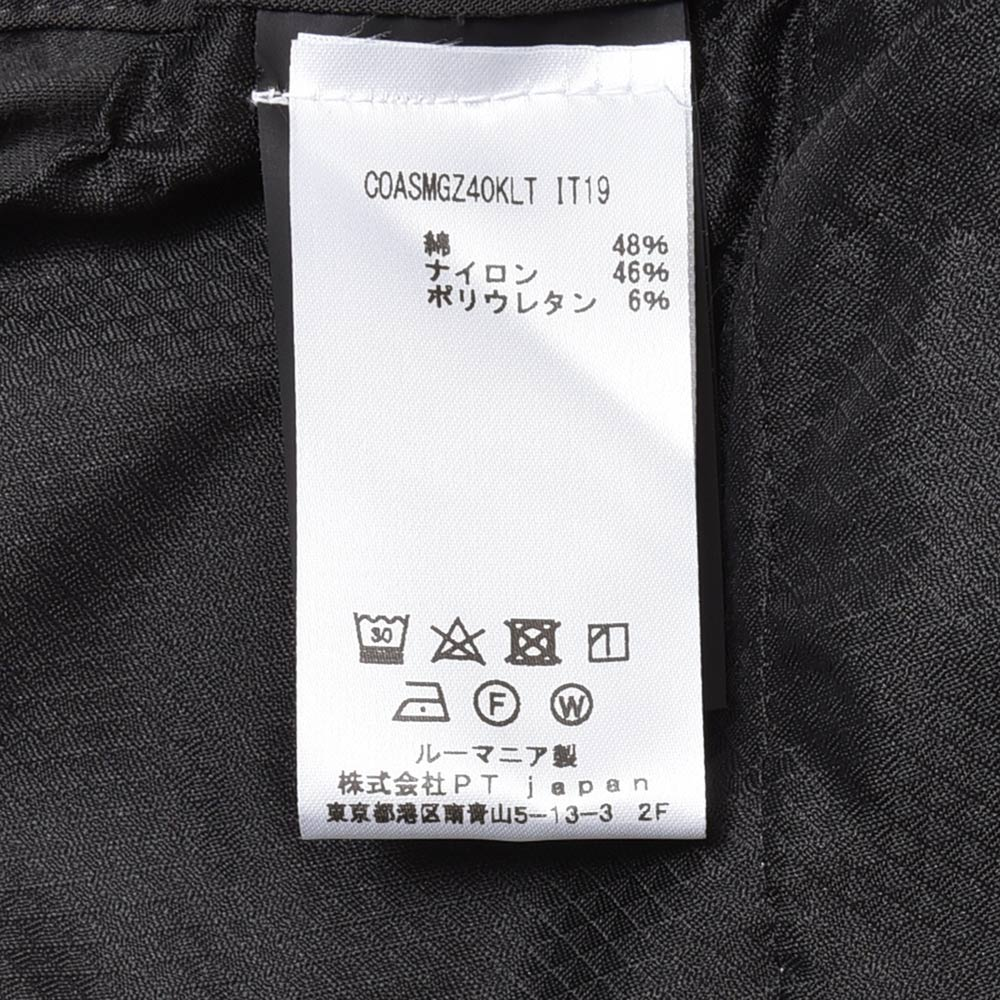 COASMGZ40KLT IT19
綿 48%
ナイロン 46%
ポリウレタン 6%
30
F W
ルーマニア製
株式会社PT japan
東京都港区南青山5-13-3 2F